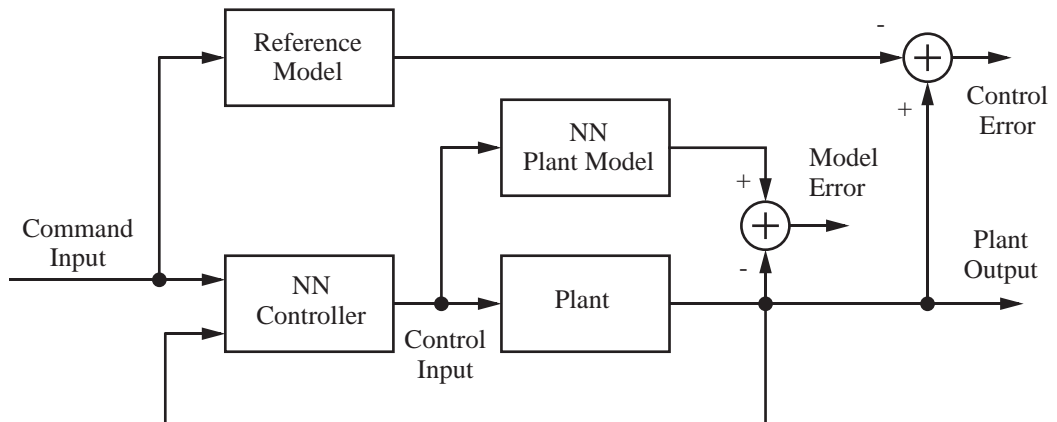 Reference
Model
-
+
Control
Error
NN
Plant Model
+
Model
Error
Command
Input
-
Plant
Output
NN
Controller
Plant
Control
Input